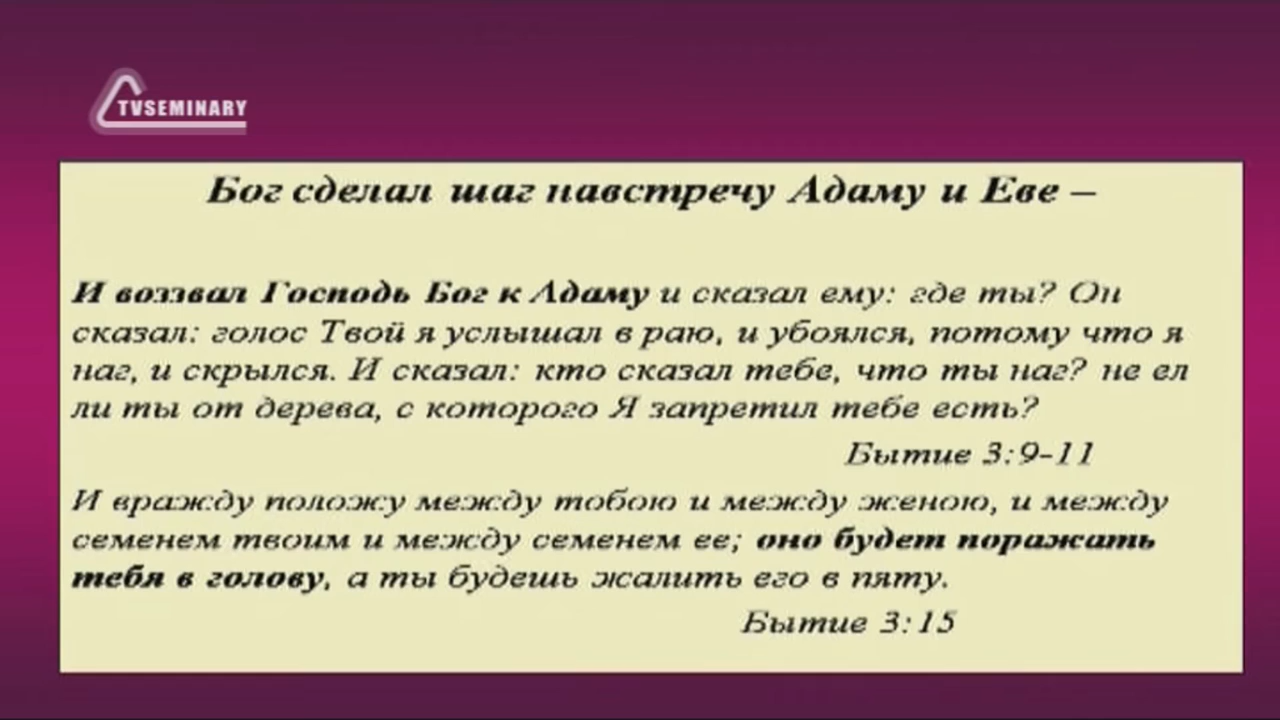 TVSEMINARY
Бог сделал шаг навстречу Адаму и Еве –
И воззвал Господь Бог к Адаму и сказал ему: где ты? Он
сказал: голос Твой я услышал в раю, и убоялся, потому что я
наг, и скрылся. И сказал: кто сказал тебе, что ты наг? не ел
ли ты от дерева, с которого Я запретил тебе есть?
Бытие 3:9-11
И вражду положу между тобою и между женою, и между
семенем твоим и между семенем ее; оно будет поражать
тебя в голову, а ты будешь жалить его в пяту.
Бытие 3:15